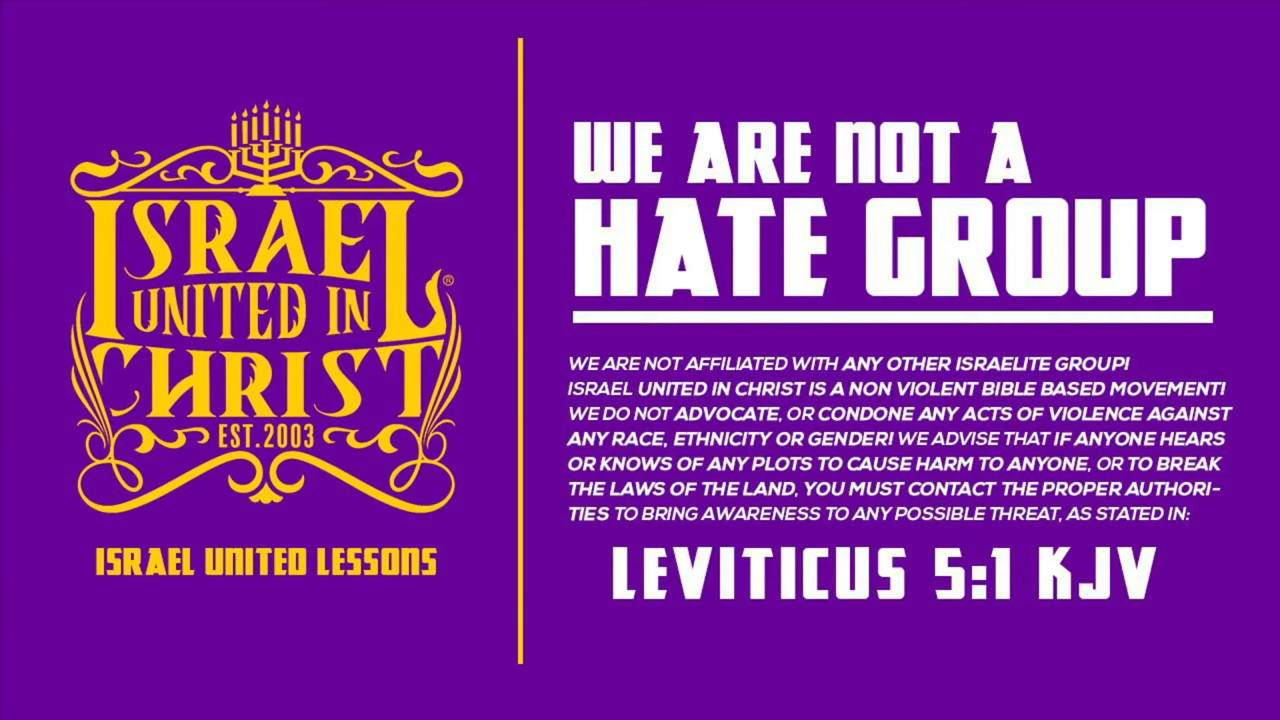 ISRAEL
UNITED IN
CHRIST
®
EST.2003
ISRAEL UNITED LESSONS
WE ARE NOT A
HATE GROUP
WE ARE NOT AFFILIATED WITH ANY OTHER ISRAELITE GROUP!
ISRAEL UNITED IN CHRIST IS A NON VIOLENT BIBLE BASED MOVEMENT!
WE DO NOT ADVOCATE, OR CONDONE ANY ACTS OF VIOLENCE AGAINST
ANY RACE, ETHNICITY OR GENDER! WE ADVISE THAT IF ANYONE HEARS
OR KNOWS OF ANY PLOTS TO CAUSE HARM TO ANYONE, OR TO BREAK
THE LAWS OF THE LAND, YOU MUST CONTACT THE PROPER AUTHORI-
TIES TO BRING AWARENESS TO ANY POSSIBLE THREAT, AS STATED IN:
LEVITICUS 5:1 KJV